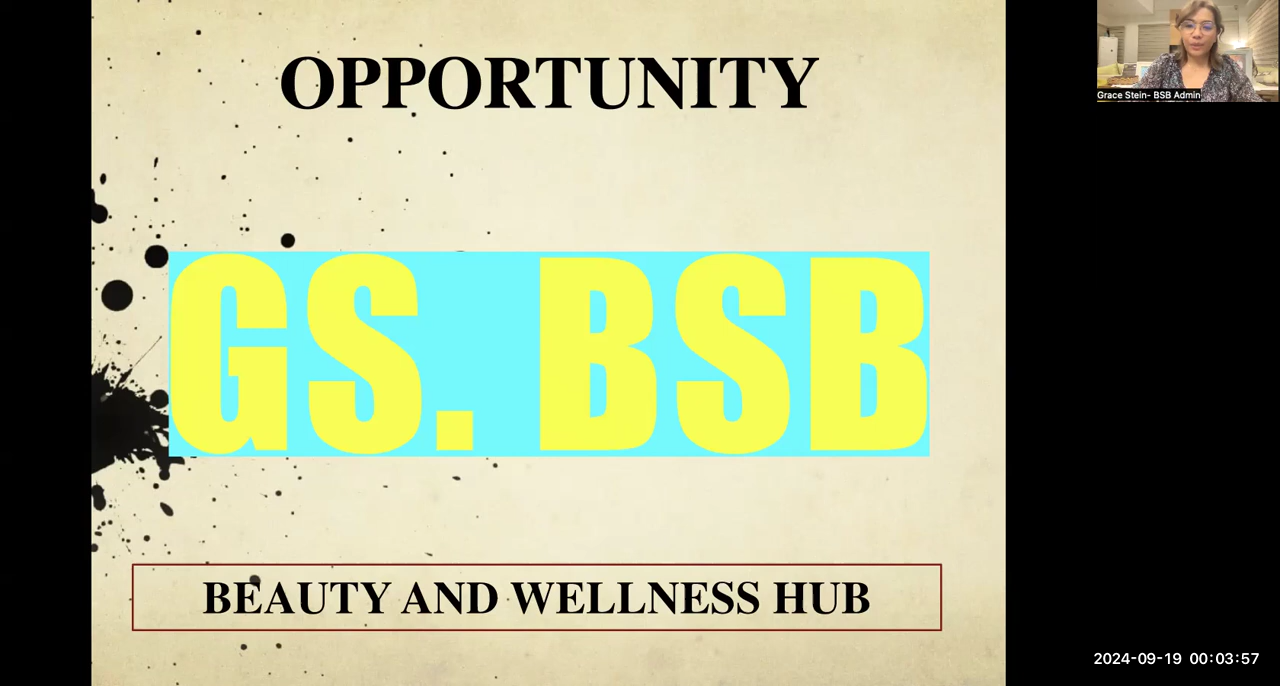 OPPORTUNITY
GS. BSB
BEAUTY AND WELLNESS HUB
Grace Stein- BSB Admin
2024-09-19 00:03:57